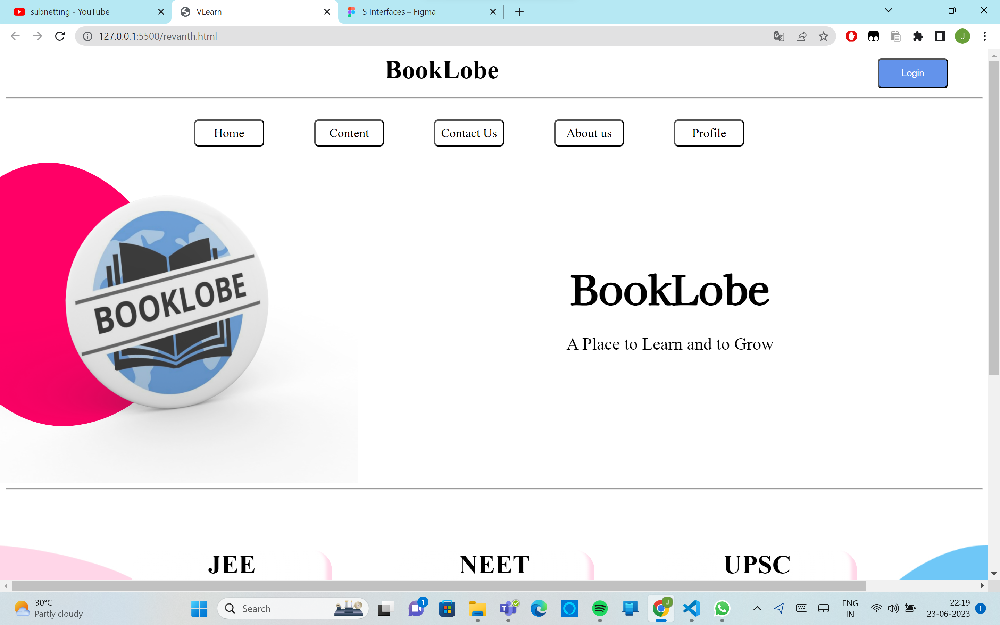 subnetting - YouTube
VLearn
S Interfaces – Figma
127.0.0.1:5500/revanth.html
J
BookLobe
Login
Home
Content
Contact Us
About us
Profile
BOOKLOBE
BookLobe
A Place to Learn and to Grow
JEE
NEET
UPSC
30°C
Partly cloudy
Search
1
T
J
ENG
IN
22:19
23-06-2023
1